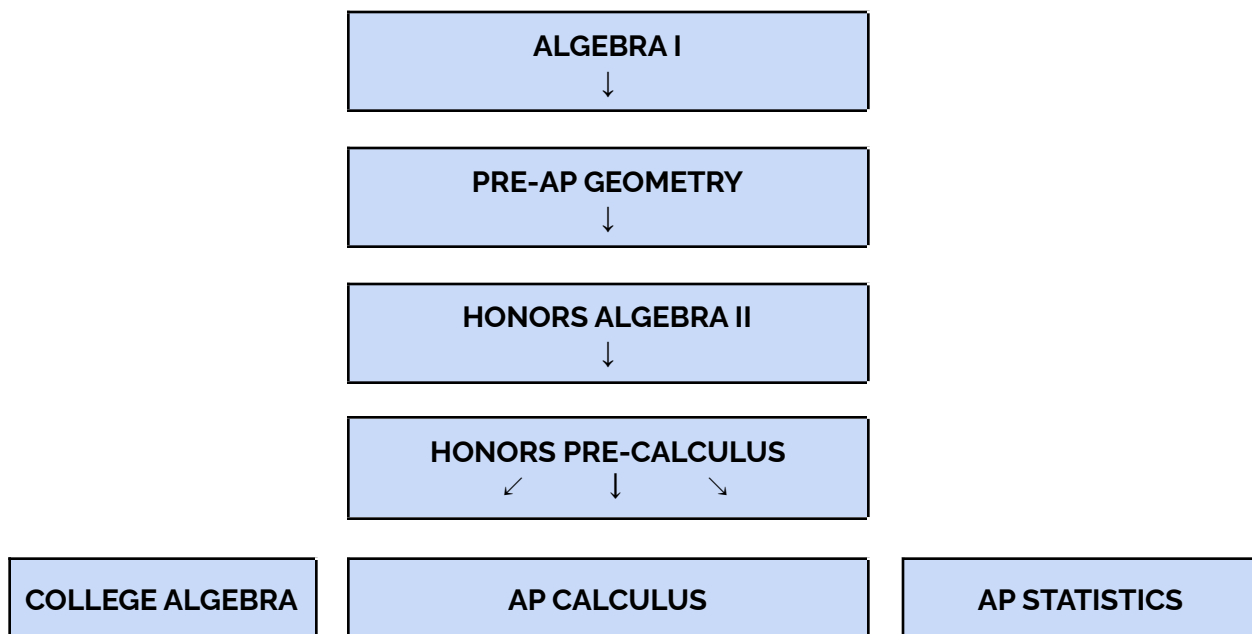 ALGEBRA I
↓
PRE-AP GEOMETRY
↓
HONORS ALGEBRA II
↓
HONORS PRE-CALCULUS
↙ ↓ ↘
COLLEGE ALGEBRA
AP CALCULUS
AP STATISTICS